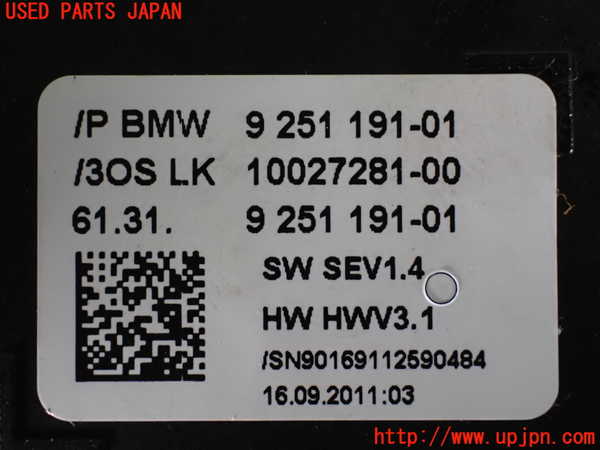 USED PARTS JAPAN
/P BMW 9 251 191-01
/3OS LK 10027281-00
61.31. 9 251 191-01
SW SEV1.4
HW HWV3.1
/SN90169112590484
16.09.2011:03
http://www.upjpn.com